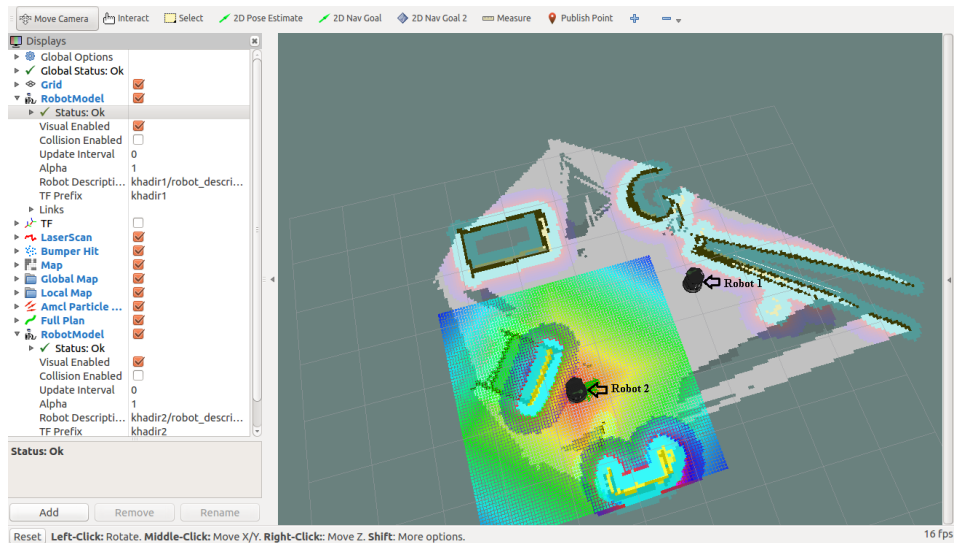 Move Camera Interact Select 2D Pose Estimate 2D Nav Goal 2D Nav Goal 2 Measure Publish Point
Displays
Global Options
Global Status: Ok
Grid
RobotModel
Status: Ok
Visual Enabled
Collision Enabled
Update Interval 0
Alpha 1
Robot Descripti... khadir1/robot_descri...
TF Prefix khadir1
Links
TF
LaserScan
Bumper Hit
Map
Global Map
Local Map
Amcl Particle ...
Full Plan
RobotModel
Status: Ok
Visual Enabled
Collision Enabled
Update Interval 0
Alpha 1
Robot Descripti... khadir2/robot_descri...
TF Prefix khadir2
Status: Ok
Add Remove Rename
Robot 1
Robot 2
Reset Left-Click: Rotate. Middle-Click: Move X/Y. Right-Click:: Move Z. Shift: More options. 16 fps